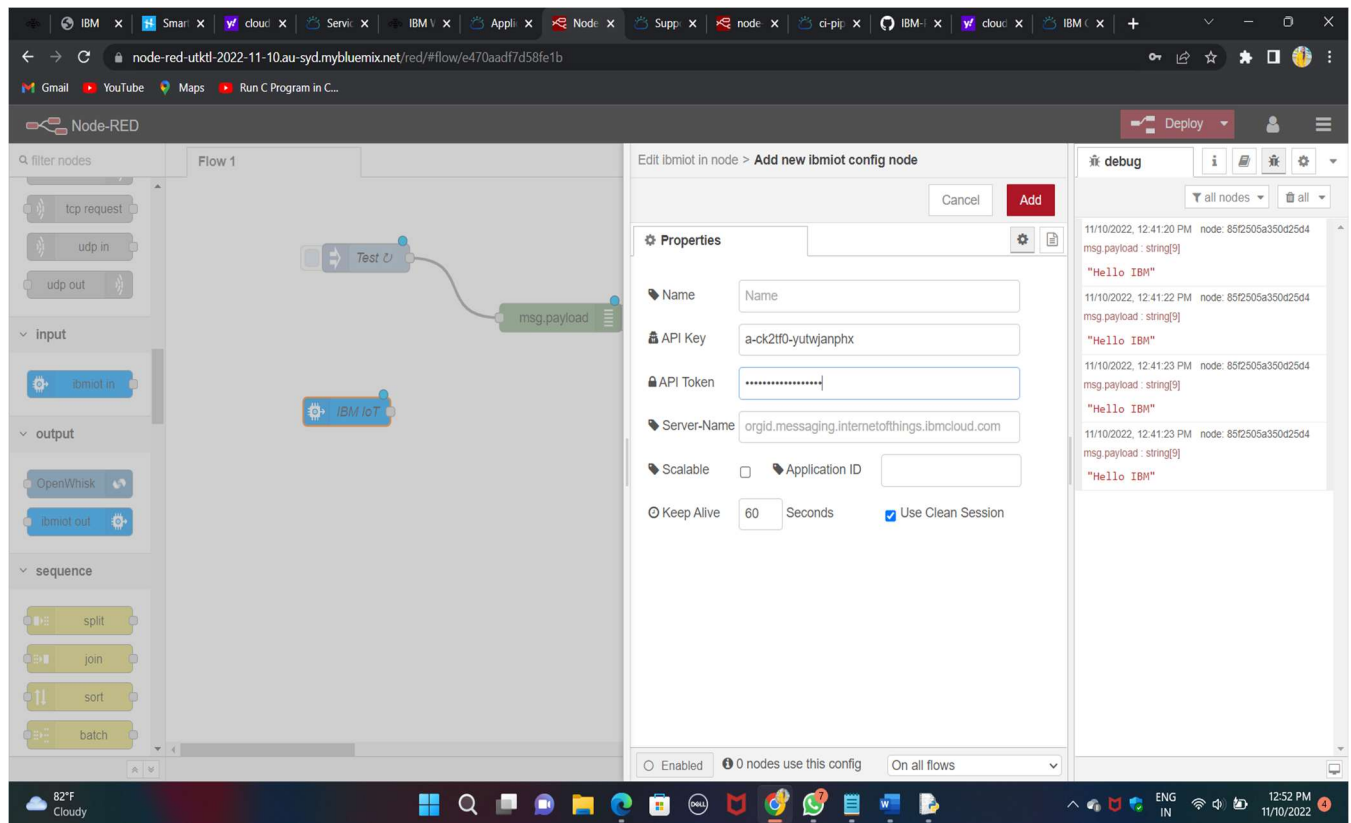 IBM
Smar
cloud
Servic
IBM
Appli
Node
Supp
node
ci-pip
IBM-
cloud
IBM
node-red-utktl-2022-11-10.au-syd.mybluemix.net/red/#flow/e470aadf7d58fe1b
Gmail YouTube Maps Run C Program in C...
Node-RED Deploy
filter nodes
Flow 1
tcp request
udp in
udp out
input
ibmiot in
output
OpenWhisk
ibmiot out
sequence
split
join
sort
batch
Test ↻
msg.payload
IBM IoT
Edit ibmiot in node > Add new ibmiot config node
Cancel Add
Properties
Name Name
API Key a-ck2tf0-yutwjanphx
API Token ••••••••••••••••••
Server-Name orgid.messaging.internetofthings.ibmcloud.com
Scalable Application ID
Keep Alive 60 Seconds Use Clean Session
Enabled 0 nodes use this config On all flows
debug
all nodes all
11/10/2022, 12:41:20 PM node: 85f2505a350d25d4
msg.payload : string[9]
"Hello IBM"
11/10/2022, 12:41:22 PM node: 85f2505a350d25d4
msg.payload : string[9]
"Hello IBM"
11/10/2022, 12:41:23 PM node: 85f2505a350d25d4
msg.payload : string[9]
"Hello IBM"
11/10/2022, 12:41:23 PM node: 85f2505a350d25d4
msg.payload : string[9]
"Hello IBM"
82°F
Cloudy
DELL
7
ENG
IN
12:52 PM
11/10/2022
4